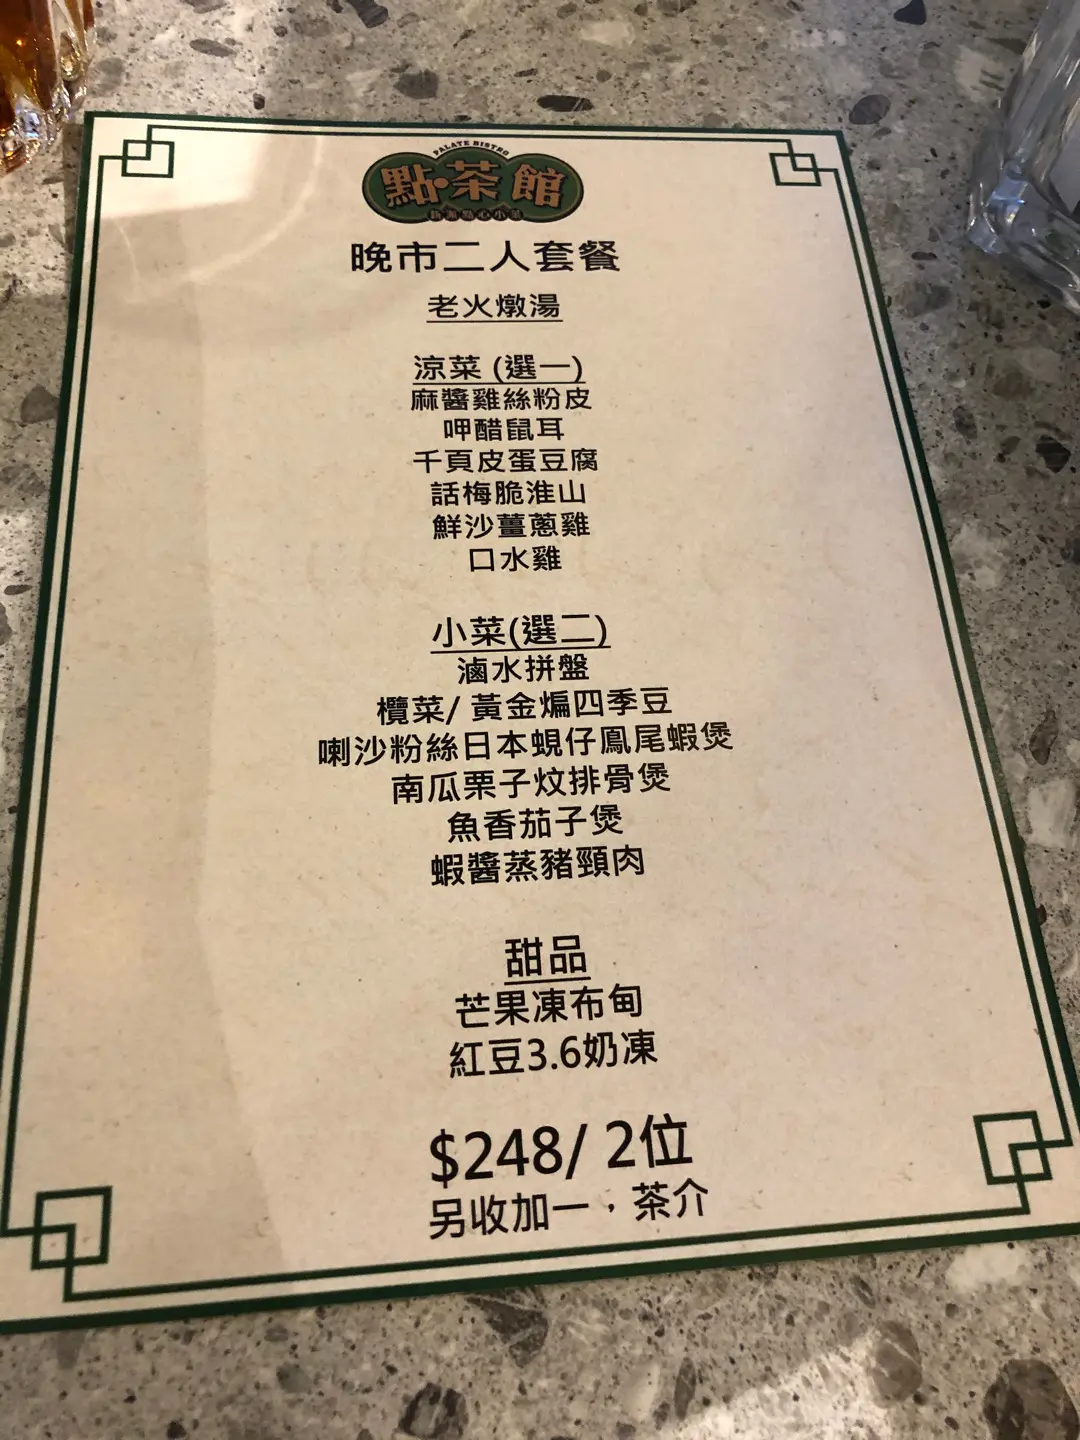 PALATE BISTRO
點·茶館
晚市二人套餐
老火燉湯
涼菜 (選一)
麻醬雞絲粉皮
呷醋鼠耳
千頁皮蛋豆腐
話梅脆淮山
鮮沙薑蔥雞
口水雞
小菜(選二)
滷水拼盤
欖菜/ 黃金煸四季豆
喇沙粉絲日本蜆仔鳳尾蝦煲
南瓜栗子炆排骨煲
魚香茄子煲
蝦醬蒸豬頸肉
甜品
芒果凍布甸
紅豆3.6奶凍
$248/ 2位
另收加一，茶介